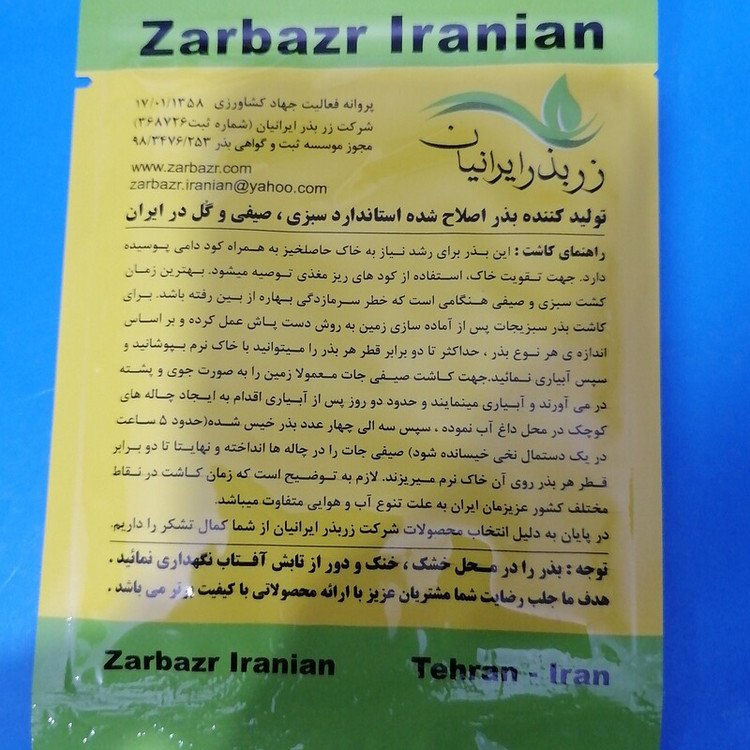 Zarbazr Iranian
پروانه فعالیت جهاد کشاورزی ۱۷/۰۱/۱۳۵۸
شرکت زر بذر ایرانیان (شماره ثبت۳۶۸۷۲۶)
مجوز موسسه ثبت و گواهی بذر ۹۸/۳۴۷۶/۲۵۳
www.zarbazr.com
zarbazr.iranian@yahoo.com
زر بذر ایرانیان
تولید کننده بذر اصلاح شده استاندارد سبزی ، صیفی و گل در ایران
راهنمای کاشت : این بذر برای رشد نیاز به خاک حاصلخیز به همراه کود دامی پوسیده
دارد. جهت تقویت خاک، استفاده از کود های ریز مغذی توصیه میشود. بهترین زمان
کشت سبزی و صیفی هنگامی است که خطر سرمازدگی بهاره از بین رفته باشد. برای
کاشت بذر سبزیجات پس از آماده سازی زمین به روش دست پاش عمل کرده و بر اساس
اندازه ی هر نوع بذر ، حداکثر تا دو برابر قطر هر بذر را میتوانید با خاک نرم بپوشانید و
سپس آبیاری نمائید.جهت کاشت صیفی جات معمولا زمین را به صورت جوی و پشته
در می آورند و آبیاری مینمایند و حدود دو روز پس از آبیاری اقدام به ایجاد چاله های
کوچک در محل داغ آب نموده ، سپس سه الی چهار عدد بذر خیس شده(حدود ۵ ساعت
در یک دستمال نخی خیسانده شود) صیفی جات را در چاله ها انداخته و نهایتا تا دو برابر
قطر هر بذر روی آن خاک نرم میریزند. لازم به توضیح است که زمان کاشت در نقاط
مختلف کشور عزیزمان ایران به علت تنوع آب و هوایی متفاوت میباشد.
در پایان به دلیل انتخاب محصولات شرکت زربذر ایرانیان از شما کمال تشکر را داریم.
توجه : بذر را در محل خشک ، خنک و دور از تابش آفتاب نگهداری نمائید .
هدف ما جلب رضایت شما مشتریان عزیز با ارائه محصولاتی با کیفیت برتر می باشد .
Zarbazr Iranian
Tehran - Iran